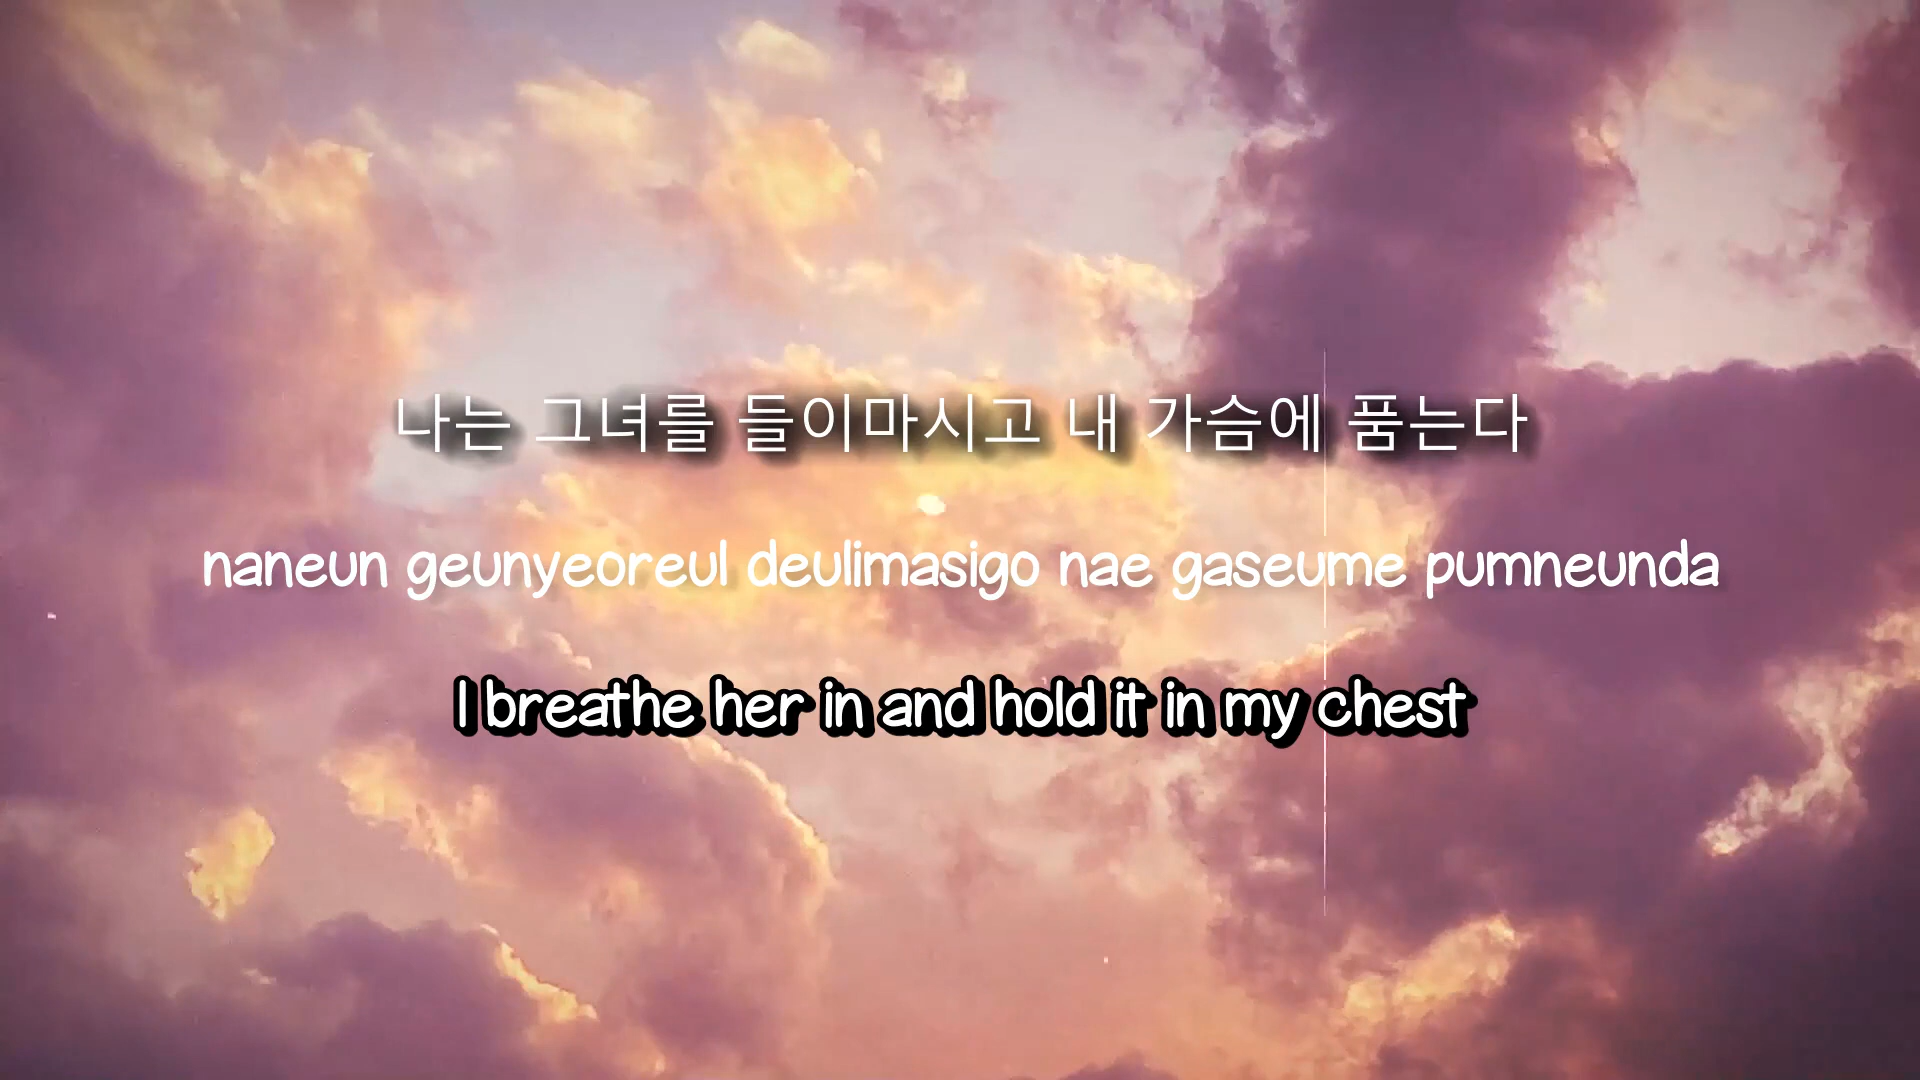 나는 그녀를 들이마시고 내 가슴에 품는다
naneun geunyeoreul deulimasigo nae gaseume pumneunda
I breathe her in and hold it in my chest